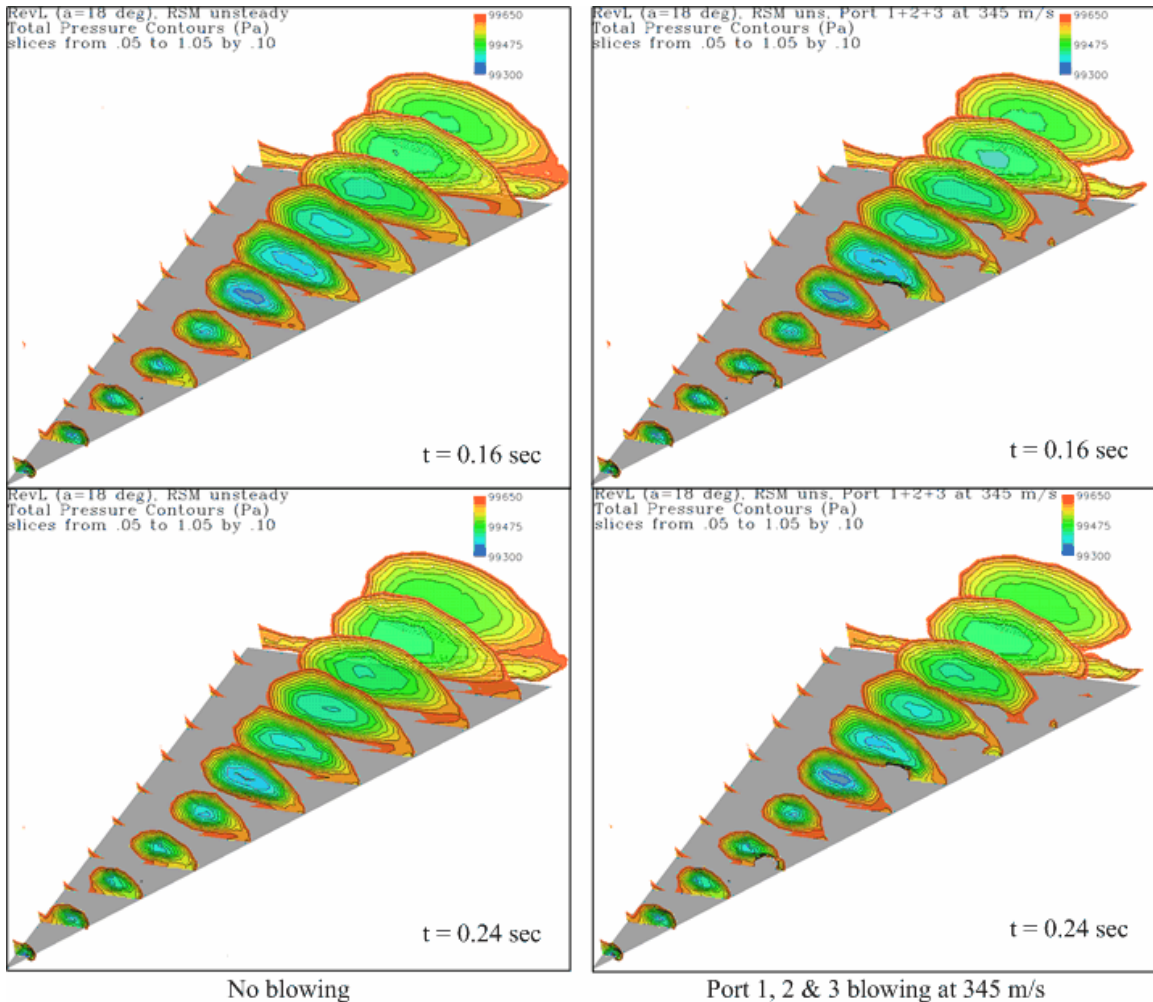 RevL (a=18 deg), RSM unsteady
Total Pressure Contours (Pa)
slices from .05 to 1.05 by .10
99650
99475
99300
t = 0.16 sec
RevL (a=18 deg), RSM uns, Port 1+2+3 at 345 m/s
Total Pressure Contours (Pa)
slices from .05 to 1.05 by .10
99650
99475
99300
t = 0.16 sec
RevL (a=18 deg), RSM unsteady
Total Pressure Contours (Pa)
slices from .05 to 1.05 by .10
99650
99475
99300
t = 0.24 sec
RevL (a=18 deg), RSM uns, Port 1+2+3 at 345 m/s
Total Pressure Contours (Pa)
slices from .05 to 1.05 by .10
99650
99475
99300
t = 0.24 sec
No blowing
Port 1, 2 & 3 blowing at 345 m/s